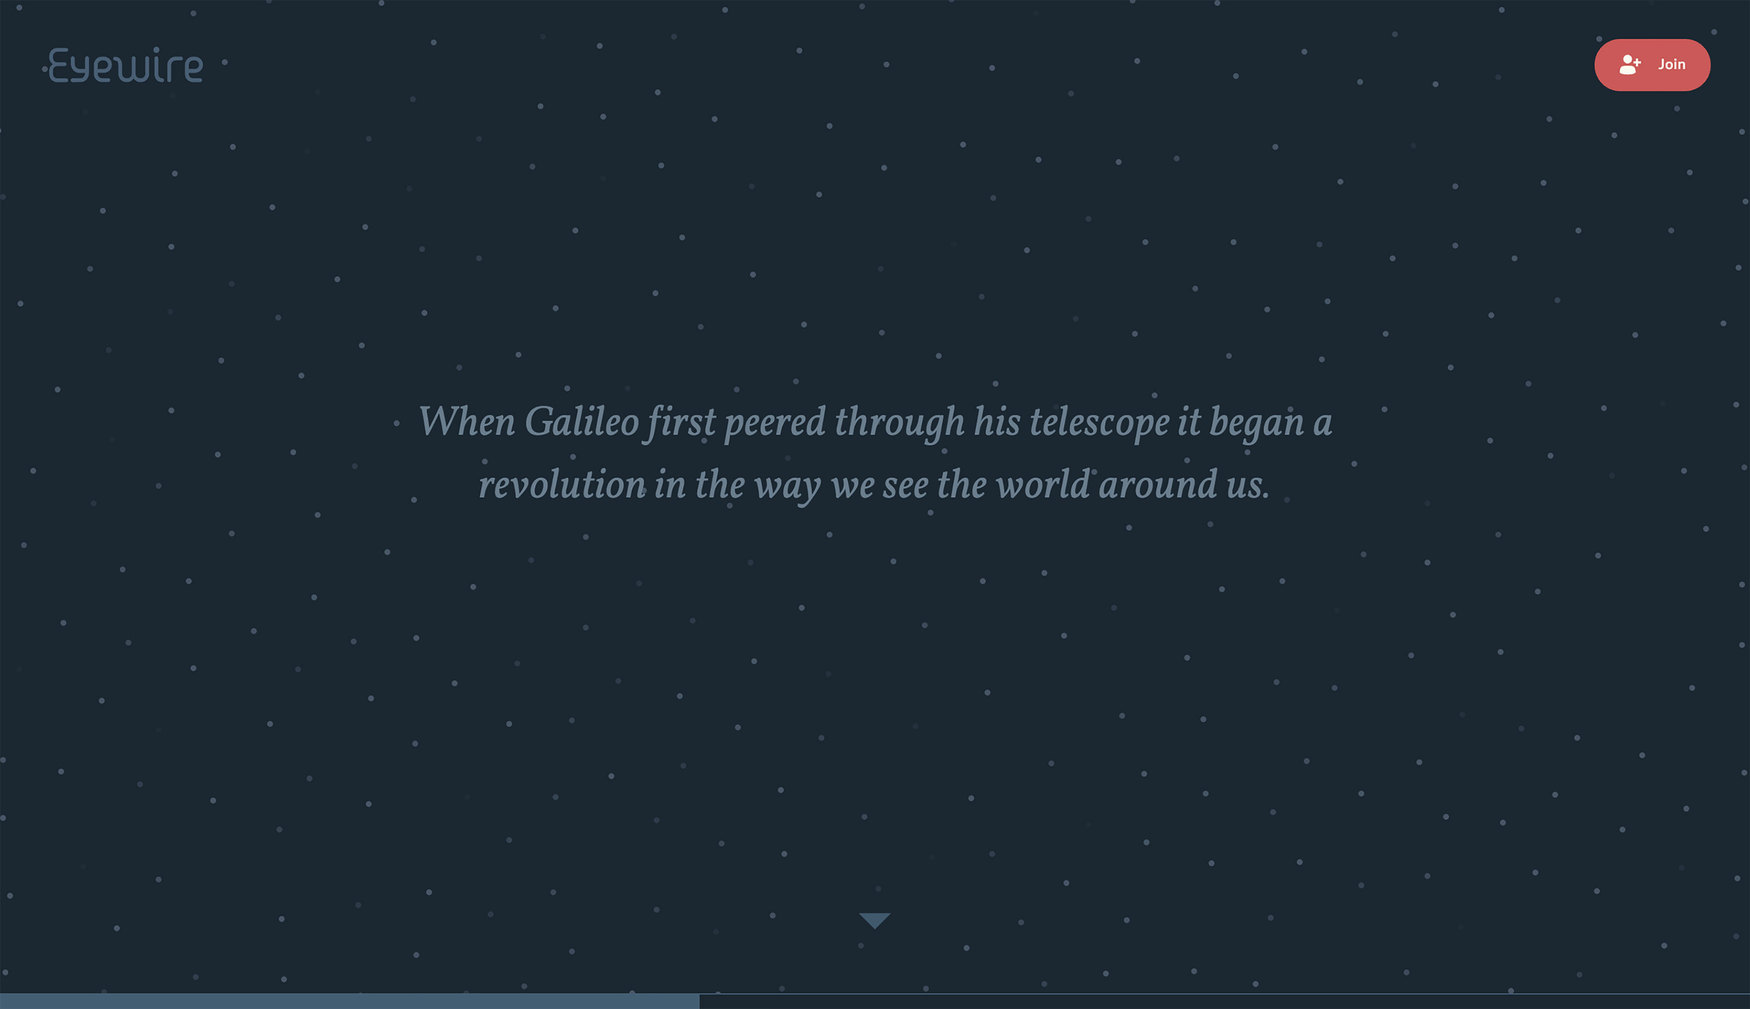 Eyewire
Join
When Galileo first peered through his telescope it began a
revolution in the way we see the world around us.